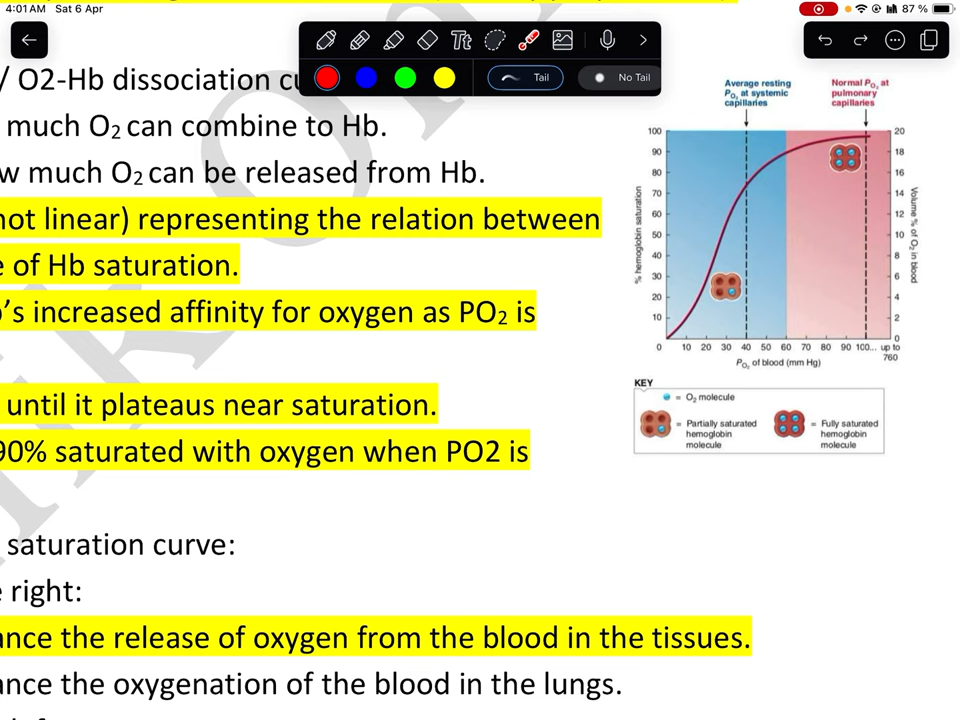 4:01 AM Sat 6 Apr
87 %
Tt
Tail
No Tail
/ O2-Hb dissociation
much O₂ can combine to Hb.
much O₂ can be released from Hb.
not linear) representing the relation between
e of Hb saturation.
's increased affinity for oxygen as PO₂ is
until it plateaus near saturation.
90% saturated with oxygen when PO2 is
saturation curve:
right:
ance the release of oxygen from the blood in the tissues.
ance the oxygenation of the blood in the lungs.
Average resting
PO₂ at systemic
capillaries
Normal PO₂ at
pulmonary
capillaries
100
90
80
70
60
50
40
30
20
10
% hemoglobin saturation
20
18
16
14
12
10
8
6
4
2
0
Volume % of O₂ in blood
0 10 20 30 40 50 60 70 80 90 100... up to
760
PO₂ of blood (mm Hg)
KEY
= O₂ molecule
= Partially saturated
hemoglobin
molecule
= Fully saturated
hemoglobin
molecule